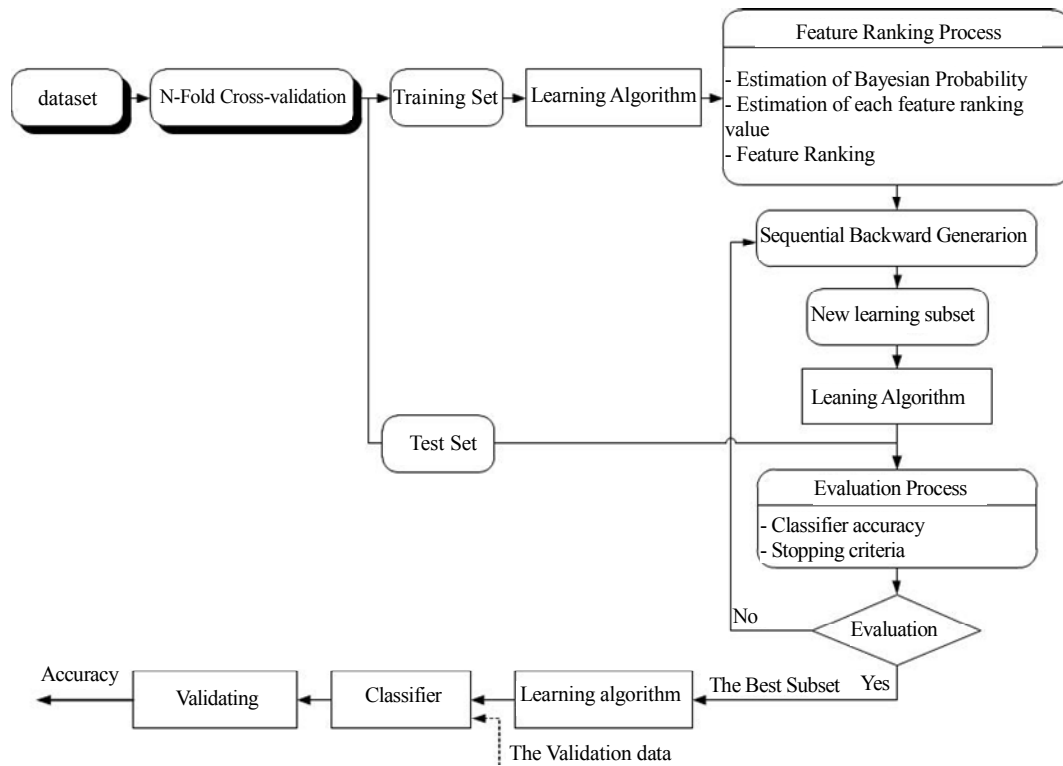 Feature Ranking Process
dataset
N-Fold Cross-validation
Training Set
Learning Algorithm
- Estimation of Bayesian Probability
- Estimation of each feature ranking
value
- Feature Ranking
Sequential Backward Generarion
New learning subset
Leaning Algorithm
Test Set
Evaluation Process
- Classifier accuracy
- Stopping criteria
No
Evaluation
Yes
The Best Subset
Learning algorithm
Classifier
Validating
Accuracy
The Validation data